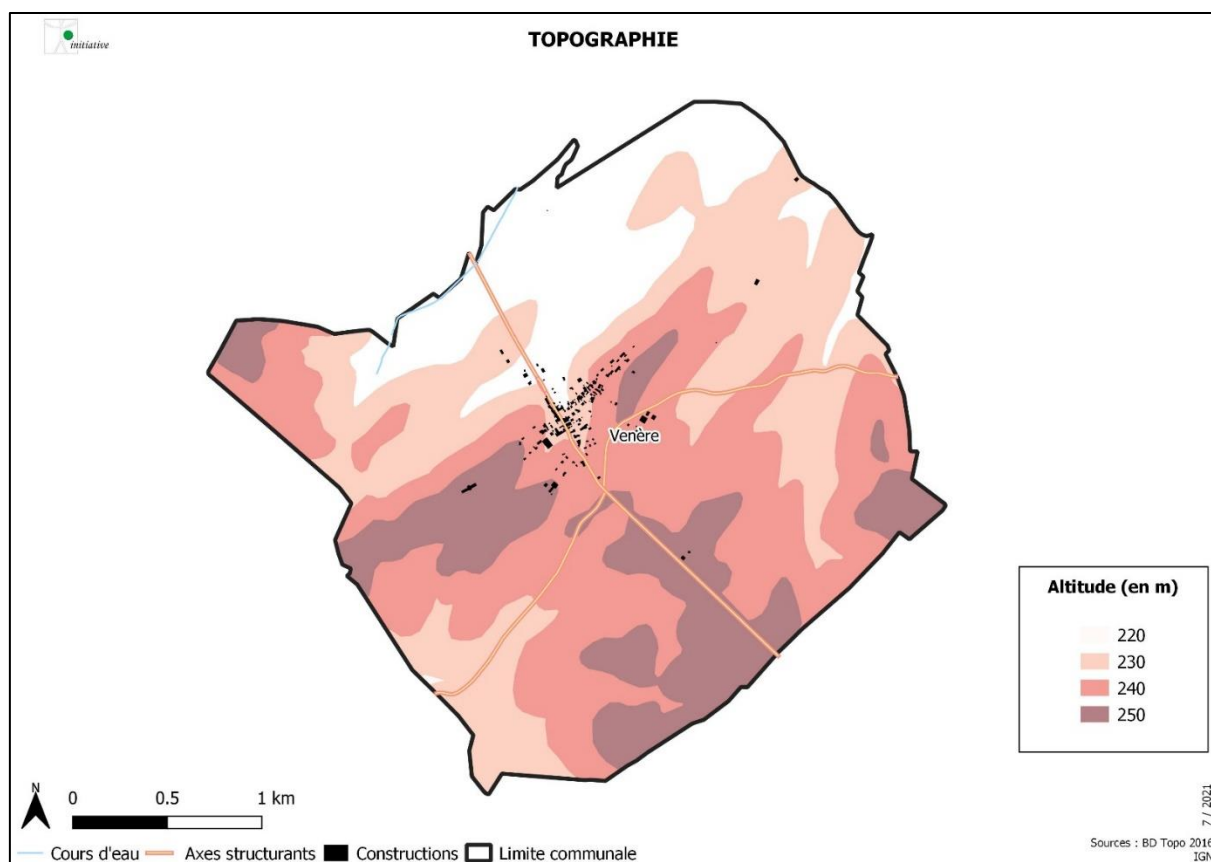 initiative
TOPOGRAPHIE
Venère
Altitude (en m)
220
230
240
250
N
0 0.5 1 km
Cours d'eau Axes structurants Constructions Limite communale
7 / 2021
Sources : BD Topo 2016
IGN